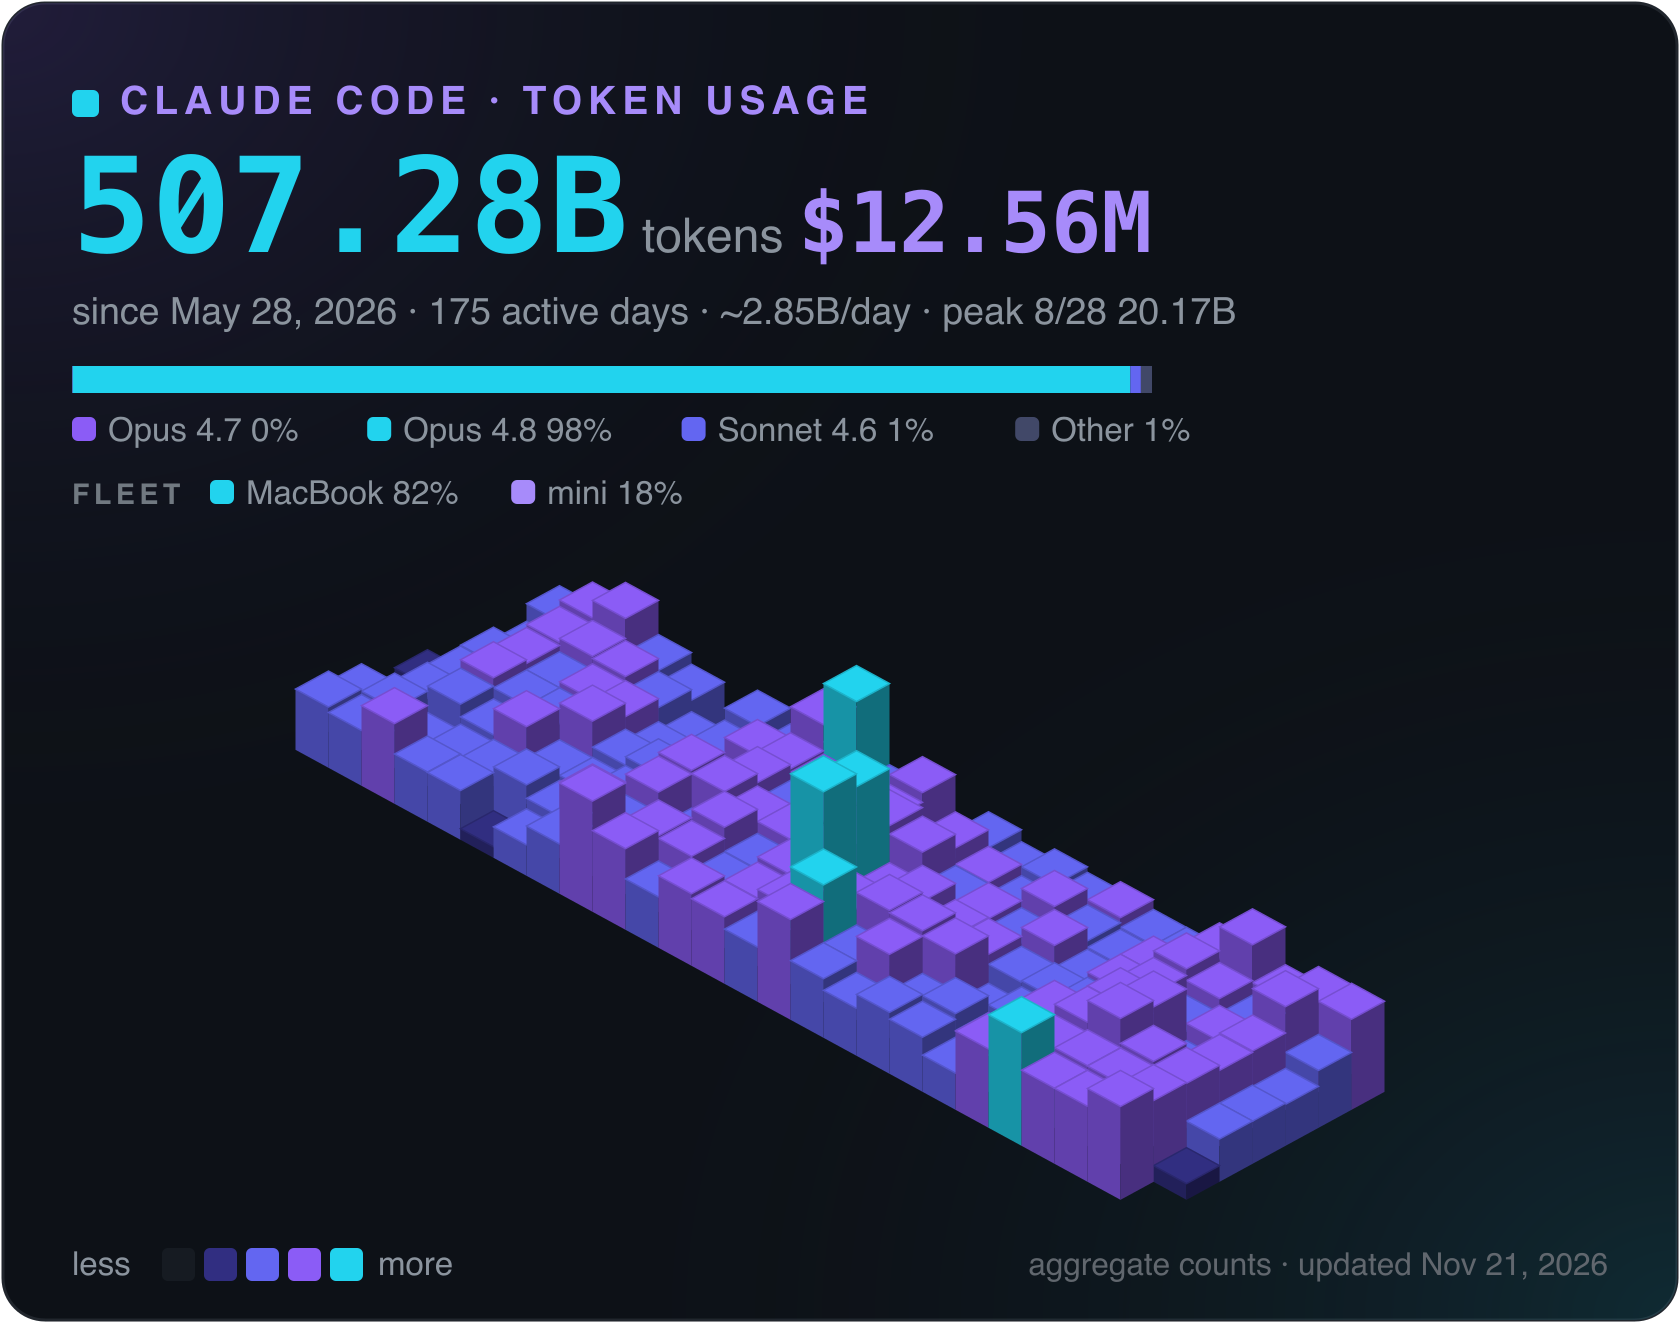 CLAUDE CODE · TOKEN USAGE
507.28B tokens $12.56M
since May 28, 2026 · 175 active days · ~2.85B/day · peak 8/28 20.17B
Opus 4.7 0% Opus 4.8 98% Sonnet 4.6 1% Other 1%
FLEET MacBook 82% mini 18%
less more
aggregate counts · updated Nov 21, 2026